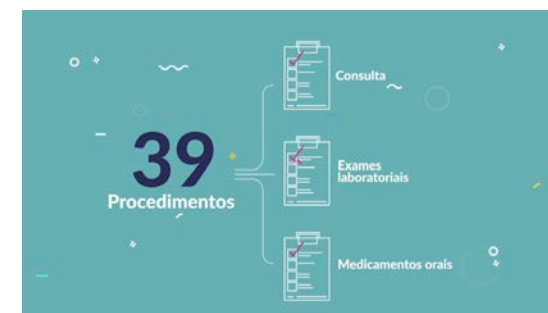 39
Procedimentos
Consulta
Exames
laboratoriais
Medicamentos orais